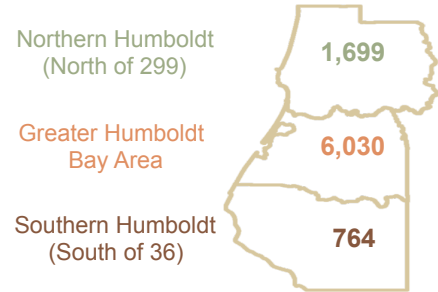 Northern Humboldt
(North of 299)
1,699
Greater Humboldt
Bay Area
6,030
Southern Humboldt
(South of 36)
764